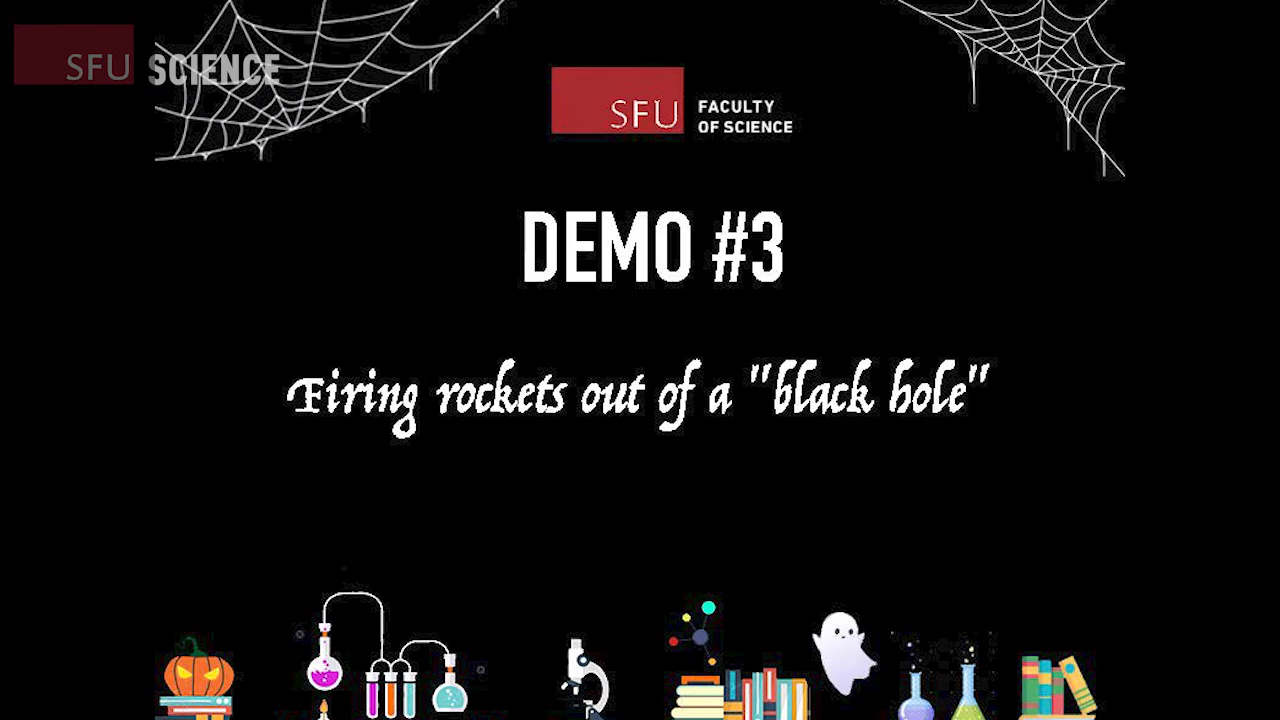 SFU SCIENCE
SFU FACULTY
OF SCIENCE
DEMO #3
Firing rockets out of a "black hole"